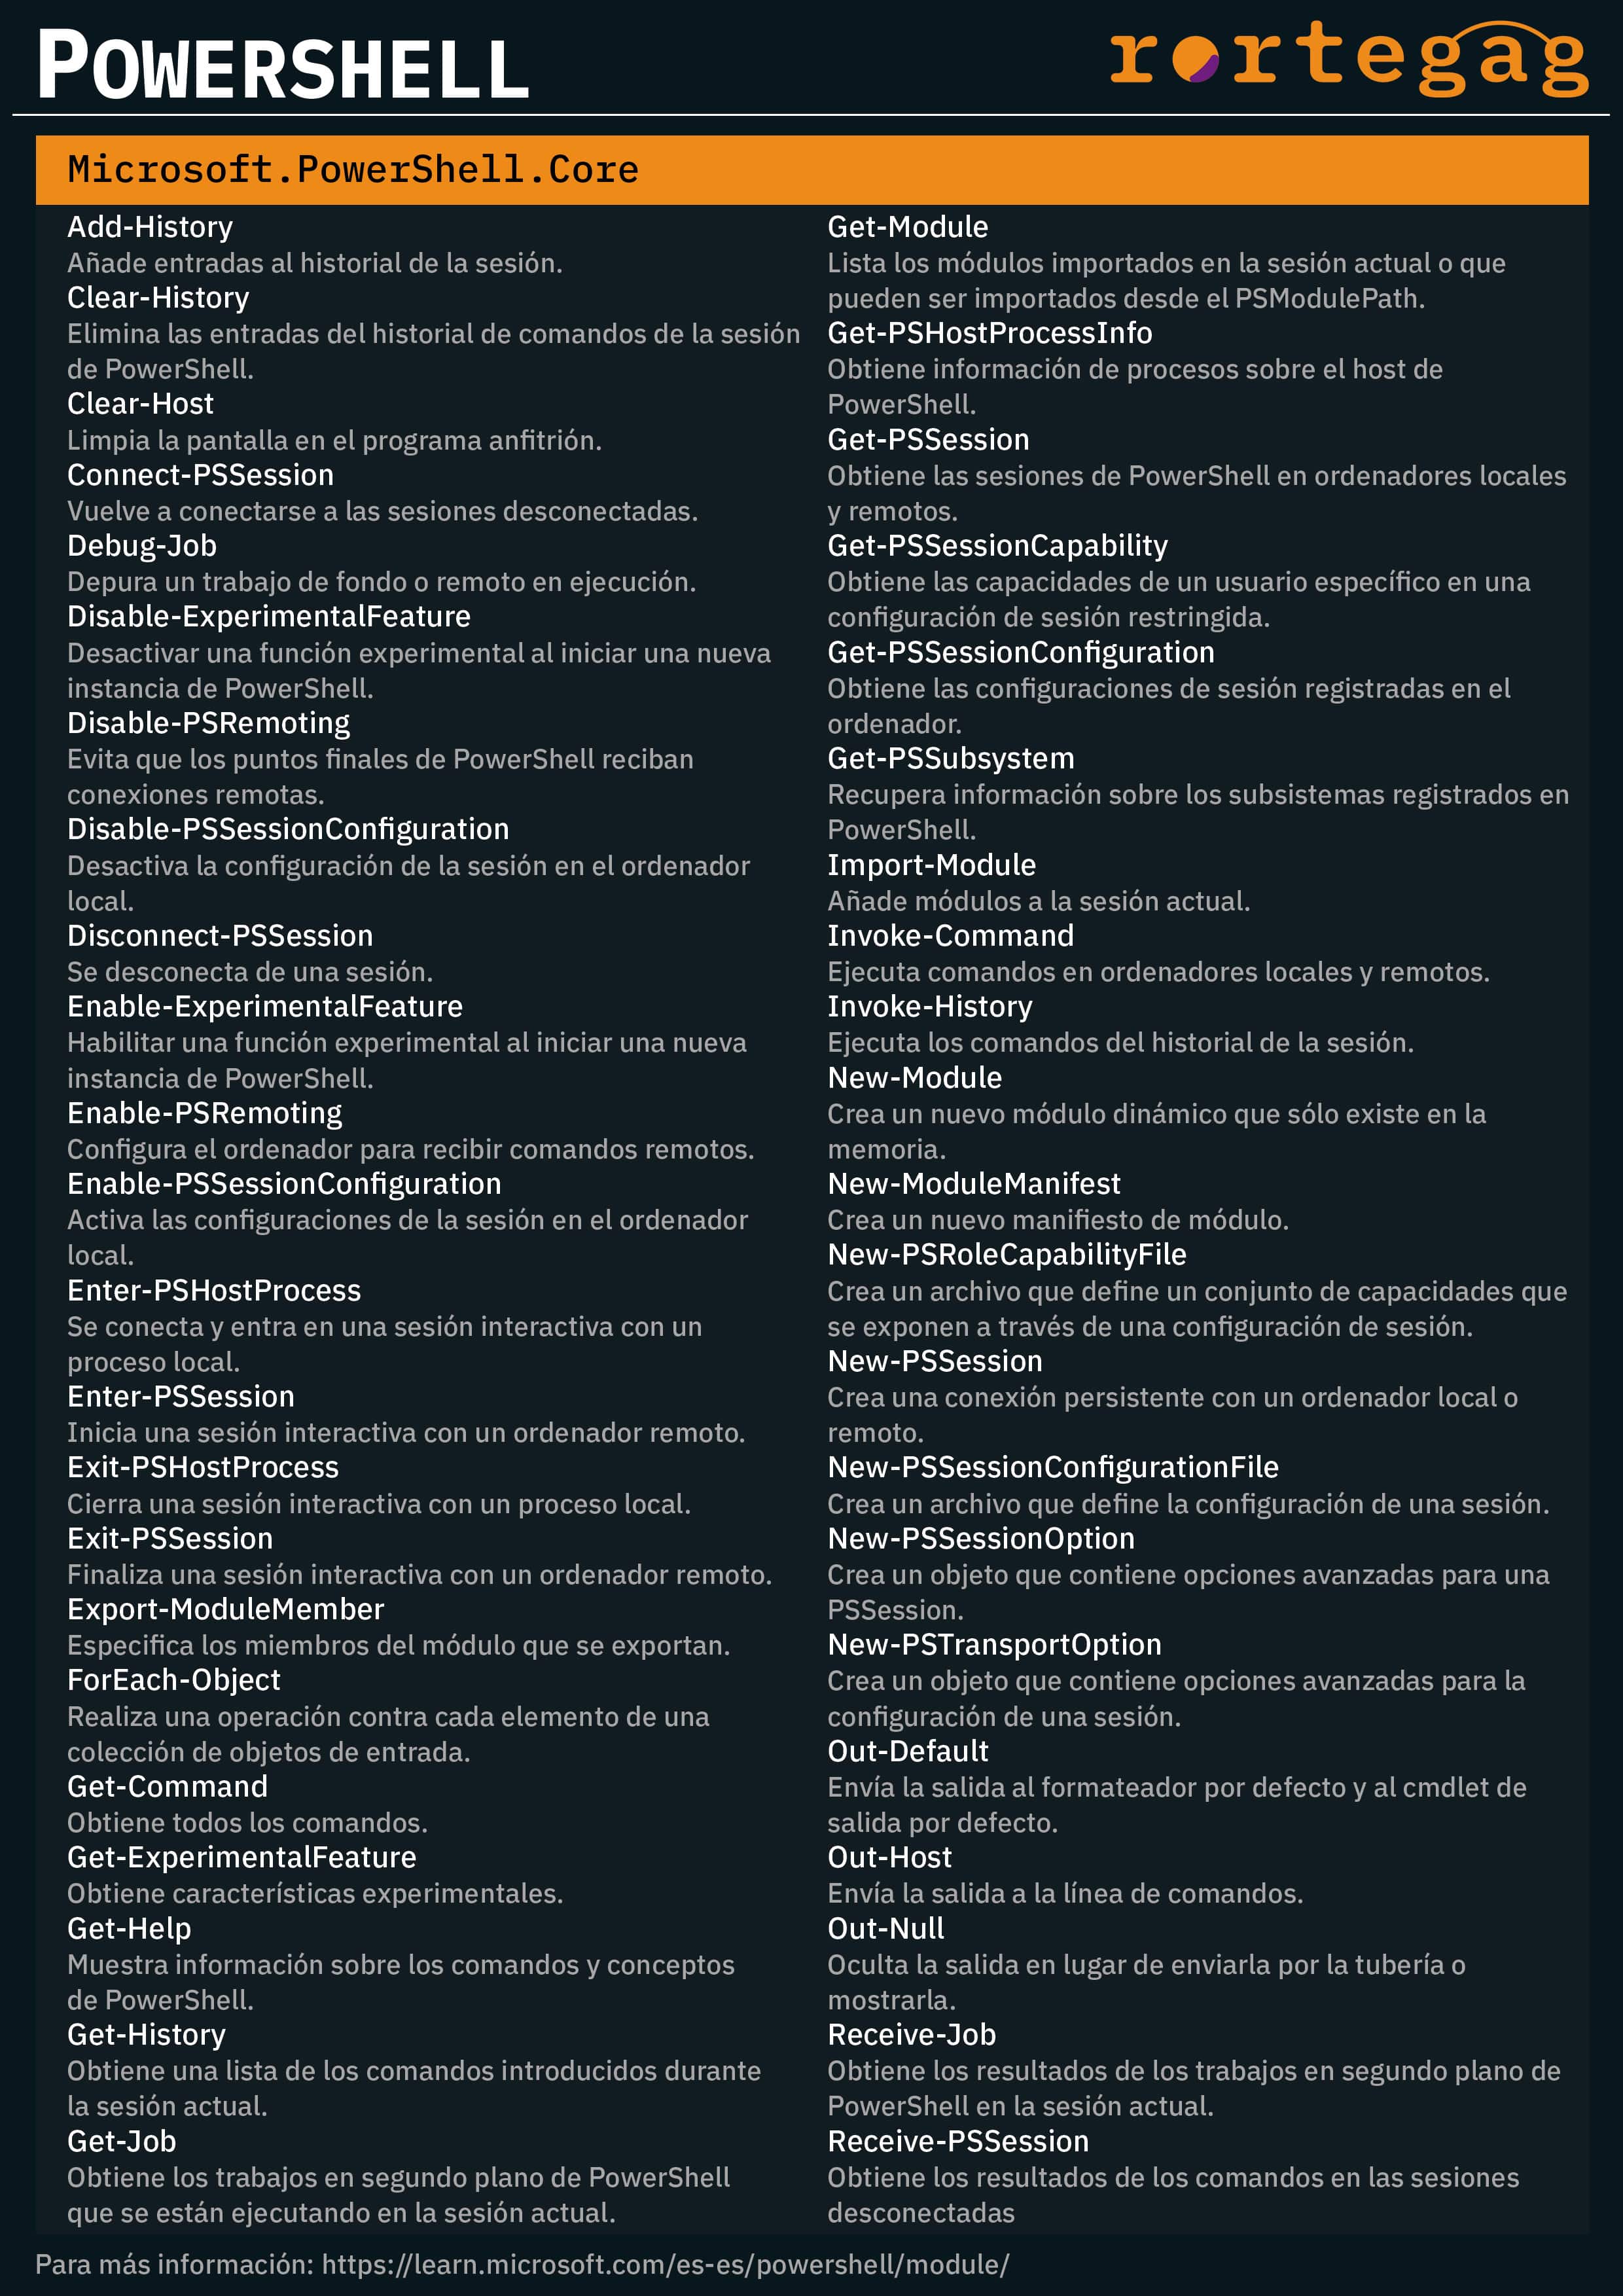 POWERSHELL
rortegag
Microsoft.PowerShell.Core
Add-History
Añade entradas al historial de la sesión.
Clear-History
Elimina las entradas del historial de comandos de la sesión
de PowerShell.
Clear-Host
Limpia la pantalla en el programa anfitrión.
Connect-PSSession
Vuelve a conectarse a las sesiones desconectadas.
Debug-Job
Depura un trabajo de fondo o remoto en ejecución.
Disable-ExperimentalFeature
Desactivar una función experimental al iniciar una nueva
instancia de PowerShell.
Disable-PSRemoting
Evita que los puntos finales de PowerShell reciban
conexiones remotas.
Disable-PSSessionConfiguration
Desactiva la configuración de la sesión en el ordenador
local.
Disconnect-PSSession
Se desconecta de una sesión.
Enable-ExperimentalFeature
Habilitar una función experimental al iniciar una nueva
instancia de PowerShell.
Enable-PSRemoting
Configura el ordenador para recibir comandos remotos.
Enable-PSSessionConfiguration
Activa las configuraciones de la sesión en el ordenador
local.
Enter-PSHostProcess
Se conecta y entra en una sesión interactiva con un
proceso local.
Enter-PSSession
Inicia una sesión interactiva con un ordenador remoto.
Exit-PSHostProcess
Cierra una sesión interactiva con un proceso local.
Exit-PSSession
Finaliza una sesión interactiva con un ordenador remoto.
Export-ModuleMember
Especifica los miembros del módulo que se exportan.
ForEach-Object
Realiza una operación contra cada elemento de una
colección de objetos de entrada.
Get-Command
Obtiene todos los comandos.
Get-ExperimentalFeature
Obtiene características experimentales.
Get-Help
Muestra información sobre los comandos y conceptos
de PowerShell.
Get-History
Obtiene una lista de los comandos introducidos durante
la sesión actual.
Get-Job
Obtiene los trabajos en segundo plano de PowerShell
que se están ejecutando en la sesión actual.
Get-Module
Lista los módulos importados en la sesión actual o que
pueden ser importados desde el PSModulePath.
Get-PSHostProcessInfo
Obtiene información de procesos sobre el host de
PowerShell.
Get-PSSession
Obtiene las sesiones de PowerShell en ordenadores locales
y remotos.
Get-PSSessionCapability
Obtiene las capacidades de un usuario específico en una
configuración de sesión restringida.
Get-PSSessionConfiguration
Obtiene las configuraciones de sesión registradas en el
ordenador.
Get-PSSubsystem
Recupera información sobre los subsistemas registrados en
PowerShell.
Import-Module
Añade módulos a la sesión actual.
Invoke-Command
Ejecuta comandos en ordenadores locales y remotos.
Invoke-History
Ejecuta los comandos del historial de la sesión.
New-Module
Crea un nuevo módulo dinámico que sólo existe en la
memoria.
New-ModuleManifest
Crea un nuevo manifiesto de módulo.
New-PSRoleCapabilityFile
Crea un archivo que define un conjunto de capacidades que
se exponen a través de una configuración de sesión.
New-PSSession
Crea una conexión persistente con un ordenador local o
remoto.
New-PSSessionConfigurationFile
Crea un archivo que define la configuración de una sesión.
New-PSSessionOption
Crea un objeto que contiene opciones avanzadas para una
PSSession.
New-PSTransportOption
Crea un objeto que contiene opciones avanzadas para la
configuración de una sesión.
Out-Default
Envía la salida al formateador por defecto y al cmdlet de
salida por defecto.
Out-Host
Envía la salida a la línea de comandos.
Out-Null
Oculta la salida en lugar de enviarla por la tubería o
mostrarla.
Receive-Job
Obtiene los resultados de los trabajos en segundo plano de
PowerShell en la sesión actual.
Receive-PSSession
Obtiene los resultados de los comandos en las sesiones
desconectadas
Para más información: https://learn.microsoft.com/es-es/powershell/module/